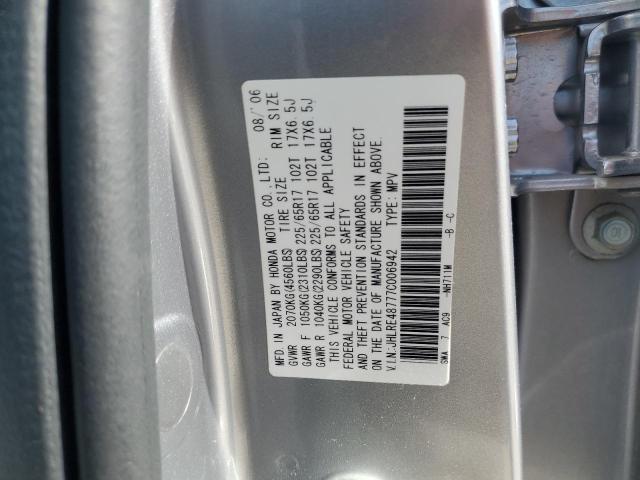 MFD. IN JAPAN BY HONDA MOTOR CO., LTD: 08/'06
GVWR 2070KG(4560LBS) TIRE SIZE RIM SIZE
GAWR F 1050KG(2310LBS) 225/65R17 102T 17X6.5J
GAWR R 1040KG(2290LBS) 225/65R17 102T 17X6.5J
THIS VEHICLE CONFORMS TO ALL APPLICABLE
FEDERAL MOTOR VEHICLE SAFETY
AND THEFT PREVENTION STANDARDS IN EFFECT
ON THE DATE OF MANUFACTURE SHOWN ABOVE.
V.I.N:JHLRE48777C006942 TYPE: MPV
SWA 7 AC9 -NH711M -B -C